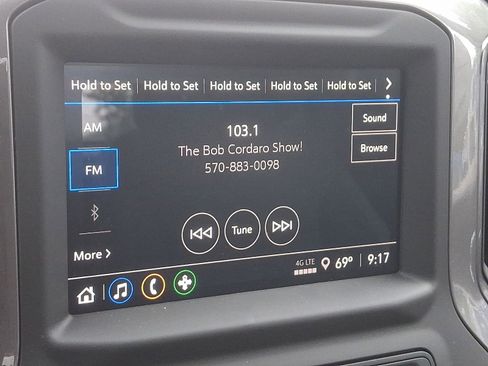 Hold to Set Hold to Set Hold to Set Hold to Set Hold to Set >
AM
103.1
Sound
The Bob Cordaro Show!
Browse
FM
570-883-0098
Tune
More >
4G LTE
69° 9:17